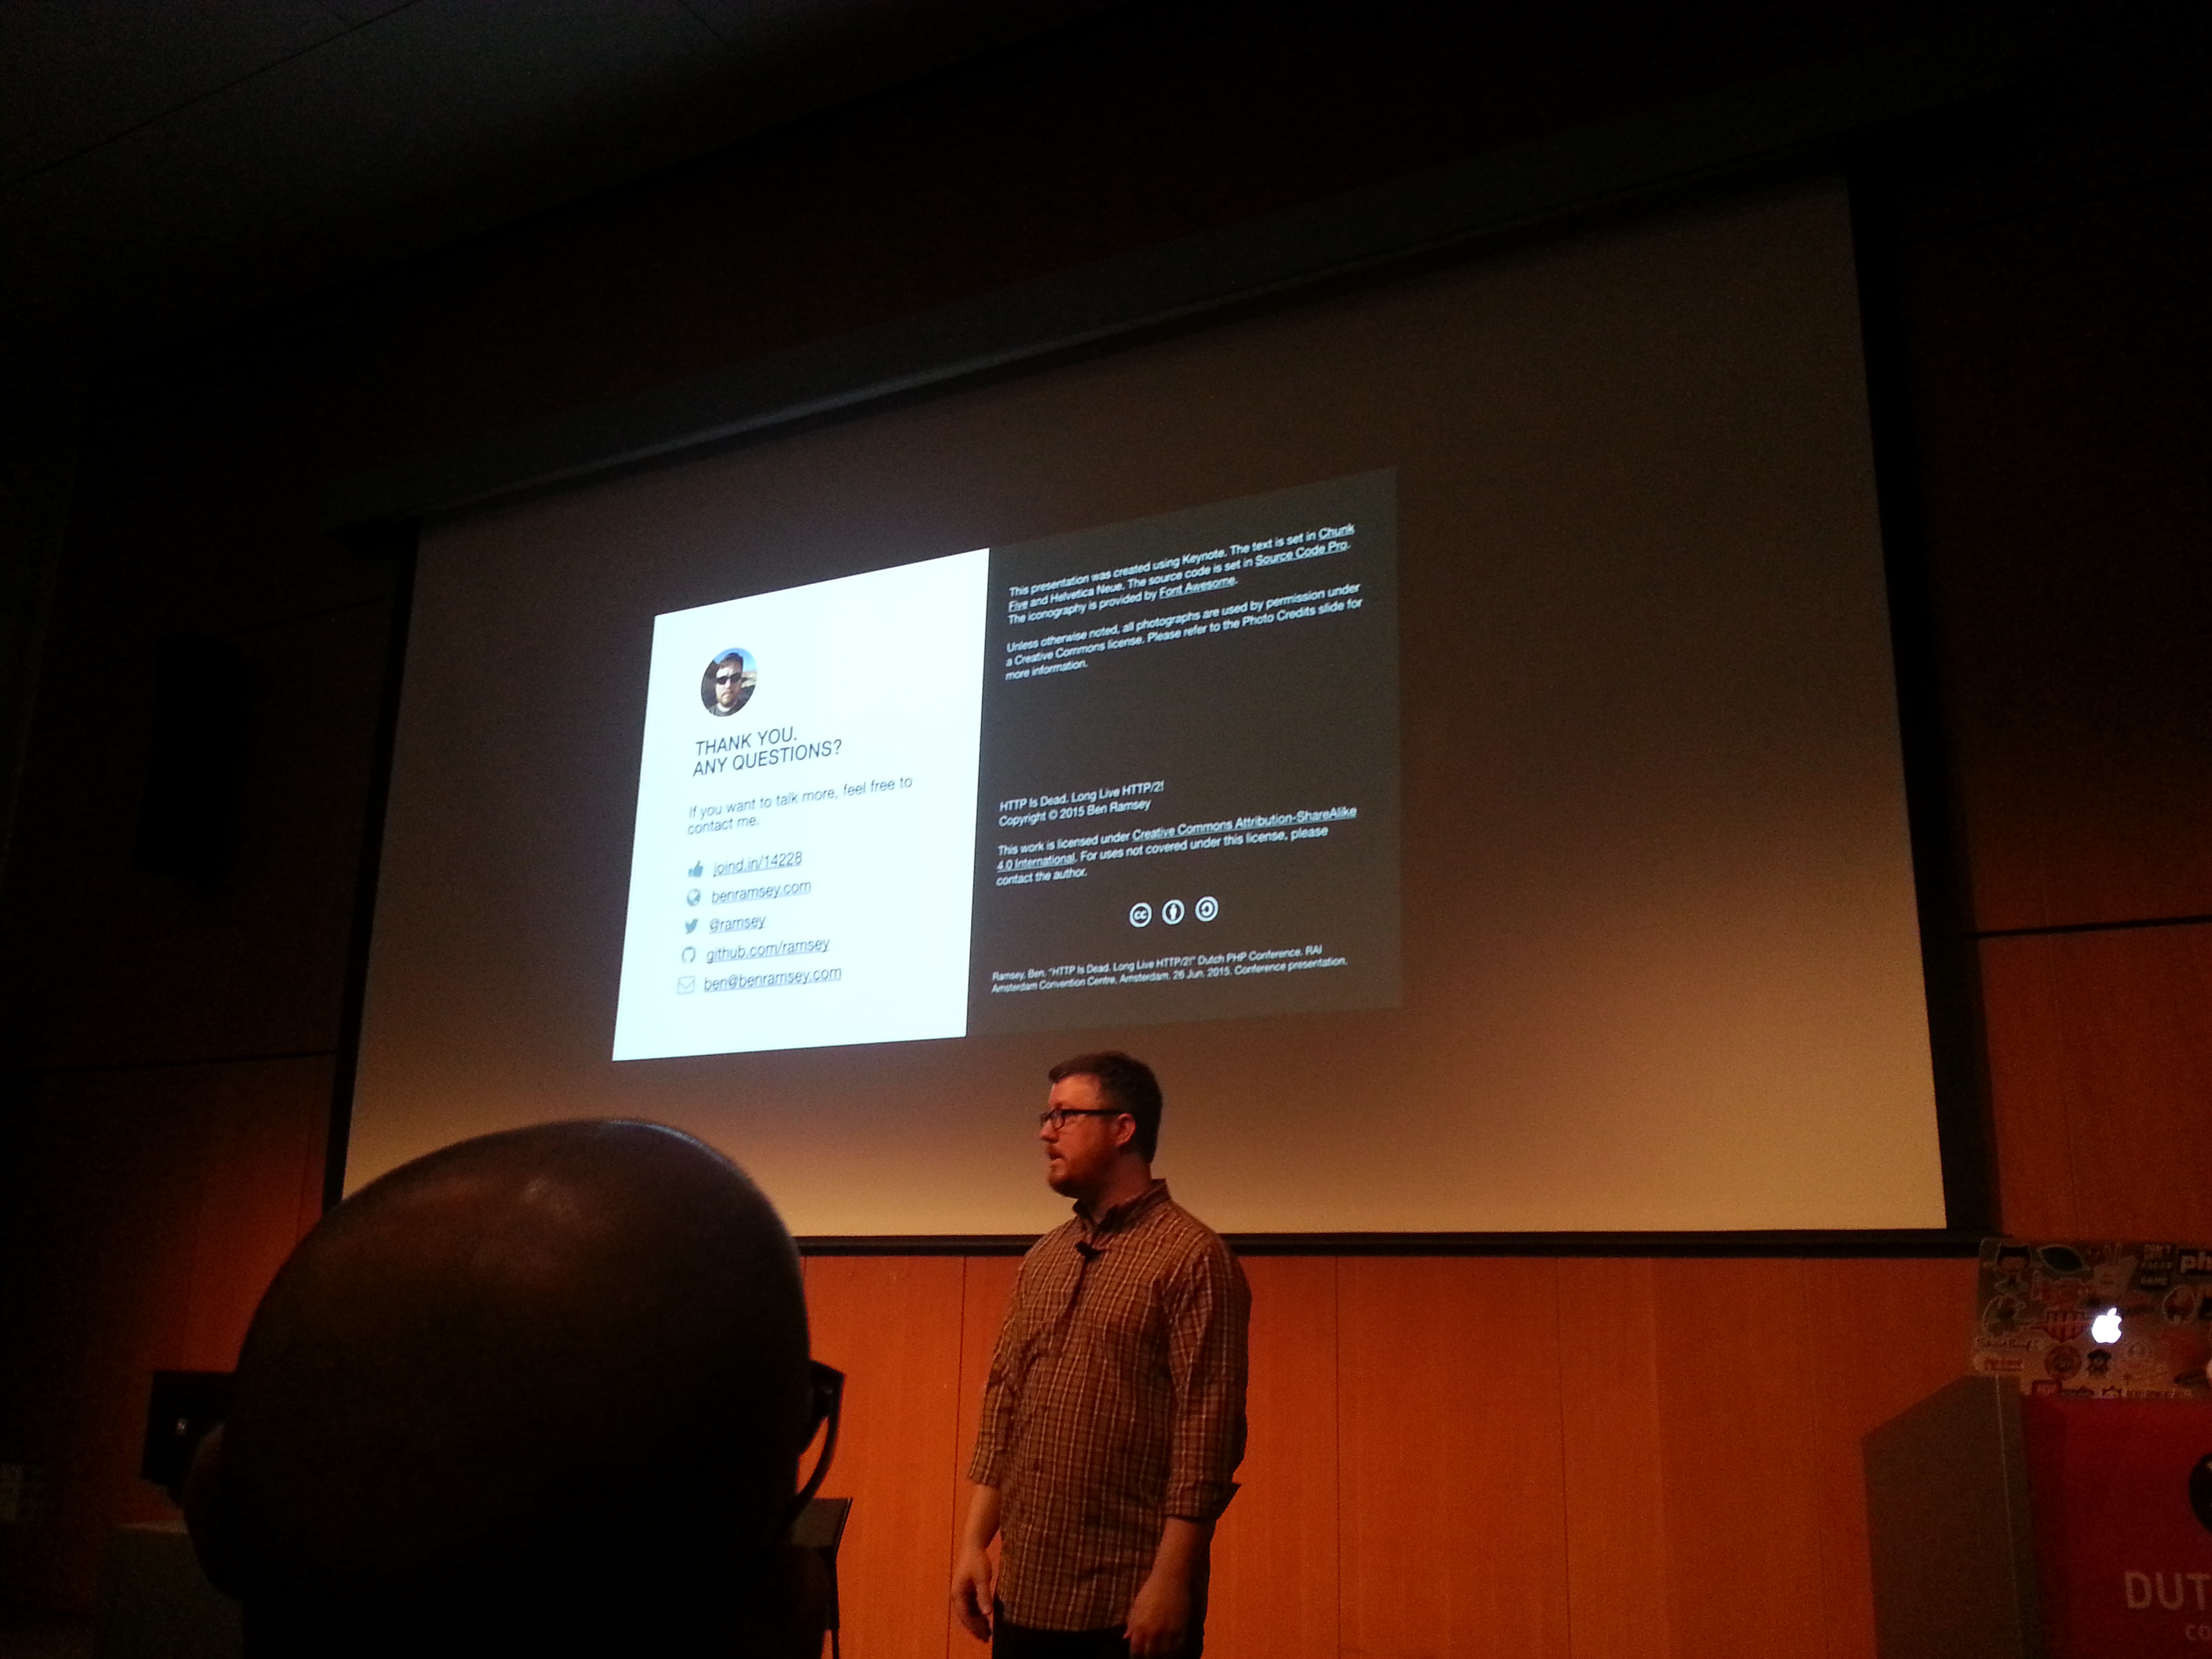 THANK YOU.
ANY QUESTIONS?
If you want to talk more, feel free to
contact me.
joind.in/14228
benramsey.com
@ramsey
github.com/ramsey
ben@benramsey.com
This presentation was created using Keynote. The text is set in Chunk
Five and Helvetica Neue. The source code is set in Source Code Pro.
The iconography is provided by Font Awesome.
Unless otherwise noted, all photographs are used by permission under
a Creative Commons license. Please refer to the Photo Credits slide for
more information.
HTTP Is Dead. Long Live HTTP/2!
Copyright © 2015 Ben Ramsey
This work is licensed under Creative Commons Attribution-ShareAlike
4.0 International. For uses not covered under this license, please
contact the author.
cc
Ramsey, Ben. "HTTP Is Dead. Long Live HTTP/2!" Dutch PHP Conference. RAI
Amsterdam Convention Centre, Amsterdam. 26 Jun. 2015. Conference presentation.
ph
DUT
CO